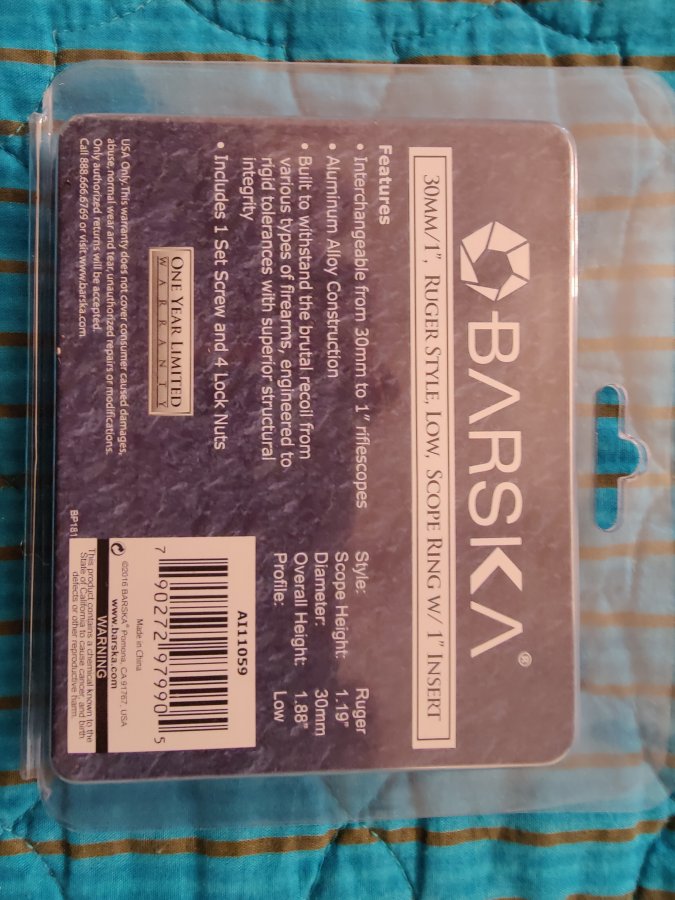 BARSKA®
30MM/1", RUGER STYLE, LOW, SCOPE RING W/ 1" INSERT
Features
• Interchangeable from 30mm to 1" riflescopes
• Aluminum Alloy Construction
• Built to withstand the brutal recoil from
various types of firearms, engineered to
rigid tolerances with superior structural
integrity
• Includes 1 Set Screw and 4 Lock Nuts
Style: Ruger
Scope Height: 1.19"
Diameter: 30mm
Overall Height: 1.88"
Profile: Low
ONE YEAR LIMITED
WARRANTY
USA Only. This warranty does not cover consumer caused damages,
abuse, normal wear and tear, unauthorized repairs or modifications.
Only authorized returns will be accepted.
Call 888.666.6769 or visit www.barska.com
BP181
AI11059
7 90272 97990 5
Made in China
©2016 BARSKA® Pomona, CA 91767, USA
www.barska.com
WARNING
This product contains a chemical known to the
State of California to cause cancer, and birth
defects or other reproductive harm.